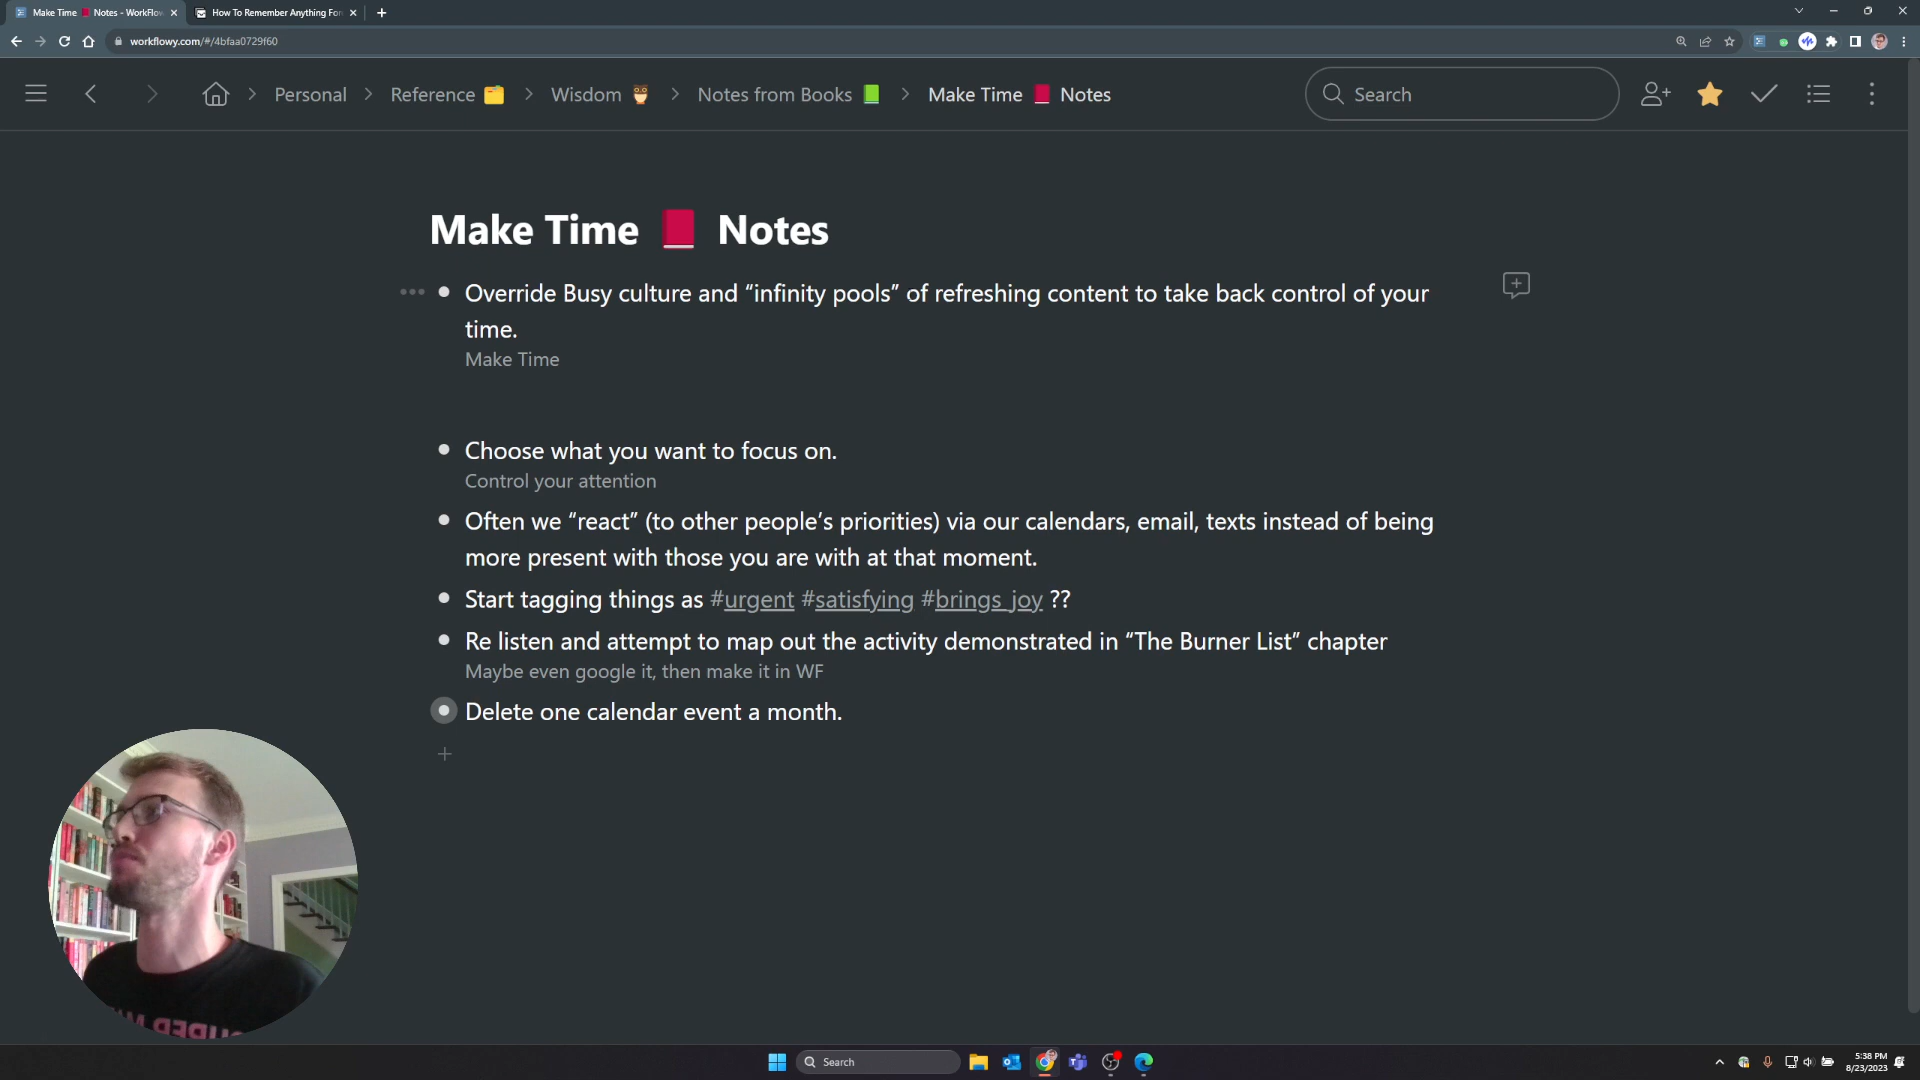 Make Time Notes - WorkFlow
How To Remember Anything For
workflowy.com/#/4bfaa0729f60
Personal > Reference > Wisdom > Notes from Books > Make Time Notes
Search
Make Time Notes
Override Busy culture and “infinity pools” of refreshing content to take back control of your
time.
Make Time
Choose what you want to focus on.
Control your attention
Often we “react” (to other people’s priorities) via our calendars, email, texts instead of being
more present with those you are with at that moment.
Start tagging things as #urgent #satisfying #brings_joy ??
Re listen and attempt to map out the activity demonstrated in “The Burner List” chapter
Maybe even google it, then make it in WF
Delete one calendar event a month.
Search
5:38 PM
8/23/2023